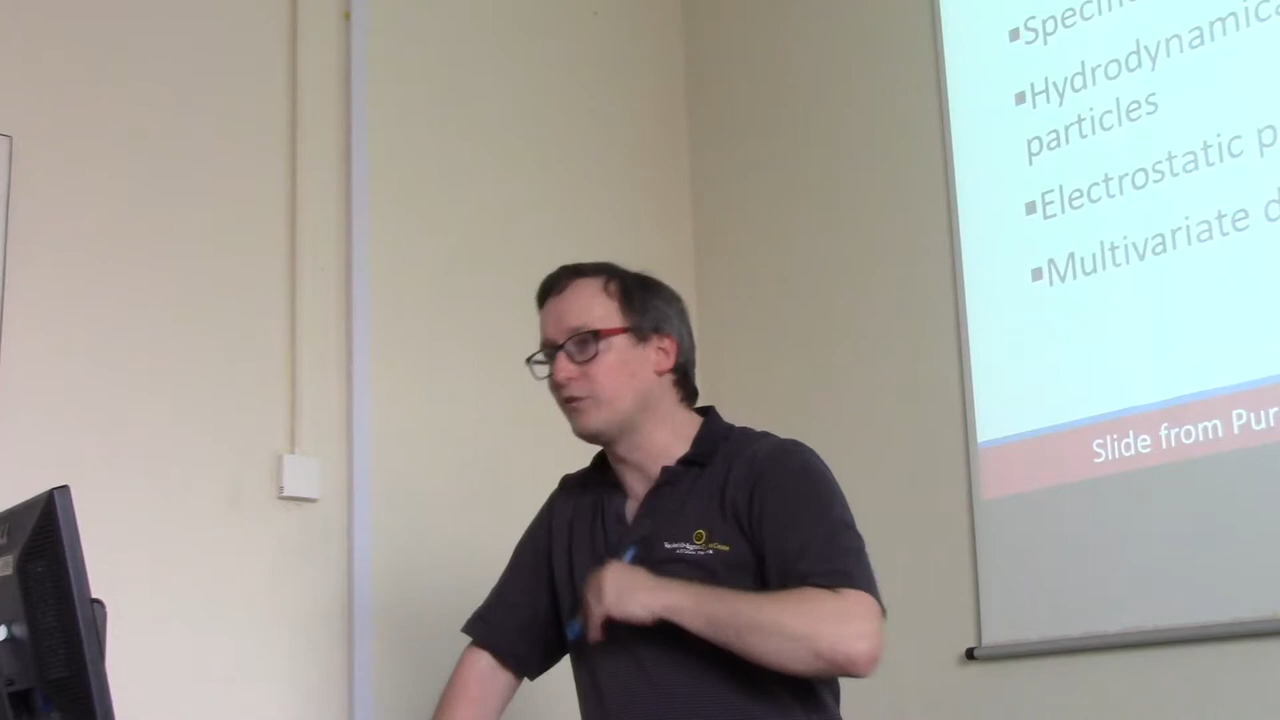 ▪Specifi
▪Hydrodynamica
particles
▪Electrostatic p
▪Multivariate d
Slide from Pur